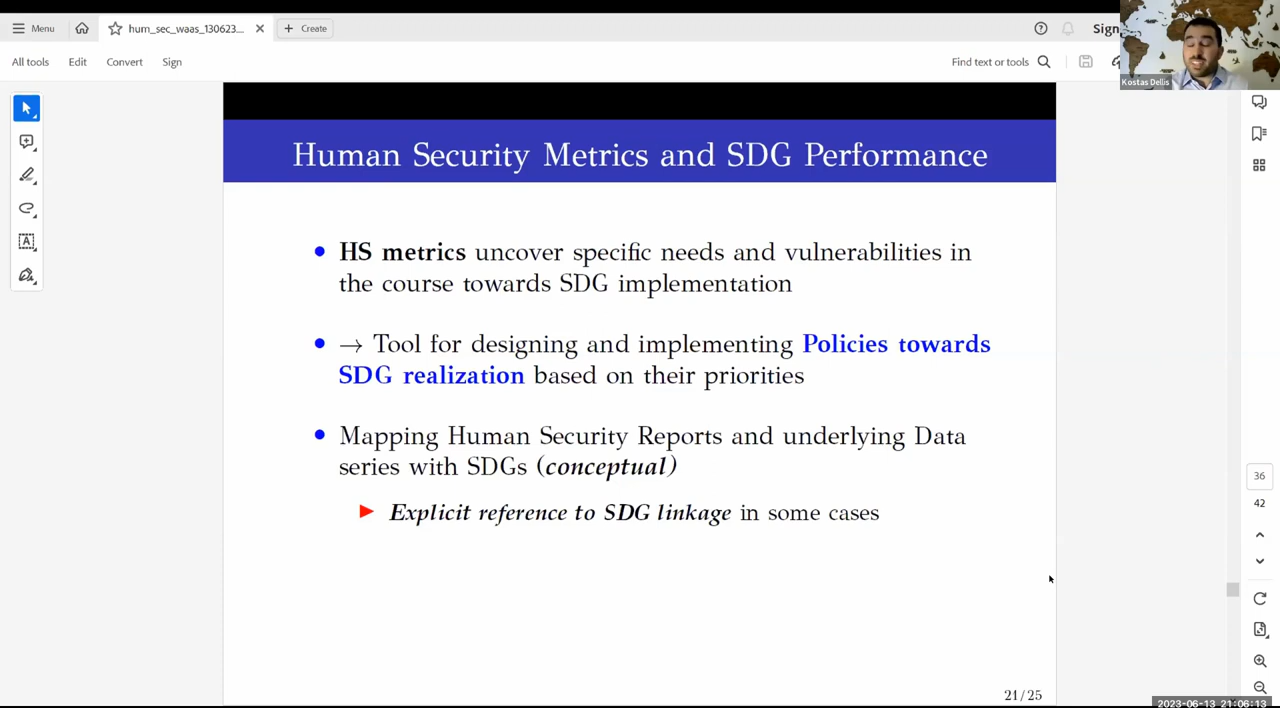 Menu
hum_sec_waas_130623...
Create
Sign
All tools
Edit
Convert
Sign
Find text or tools
Kostas Dellis
Human Security Metrics and SDG Performance
HS metrics uncover specific needs and vulnerabilities in
the course towards SDG implementation
→ Tool for designing and implementing Policies towards
SDG realization based on their priorities
Mapping Human Security Reports and underlying Data
series with SDGs (conceptual)
Explicit reference to SDG linkage in some cases
36
42
21/25
2023-06-13 21:06:13